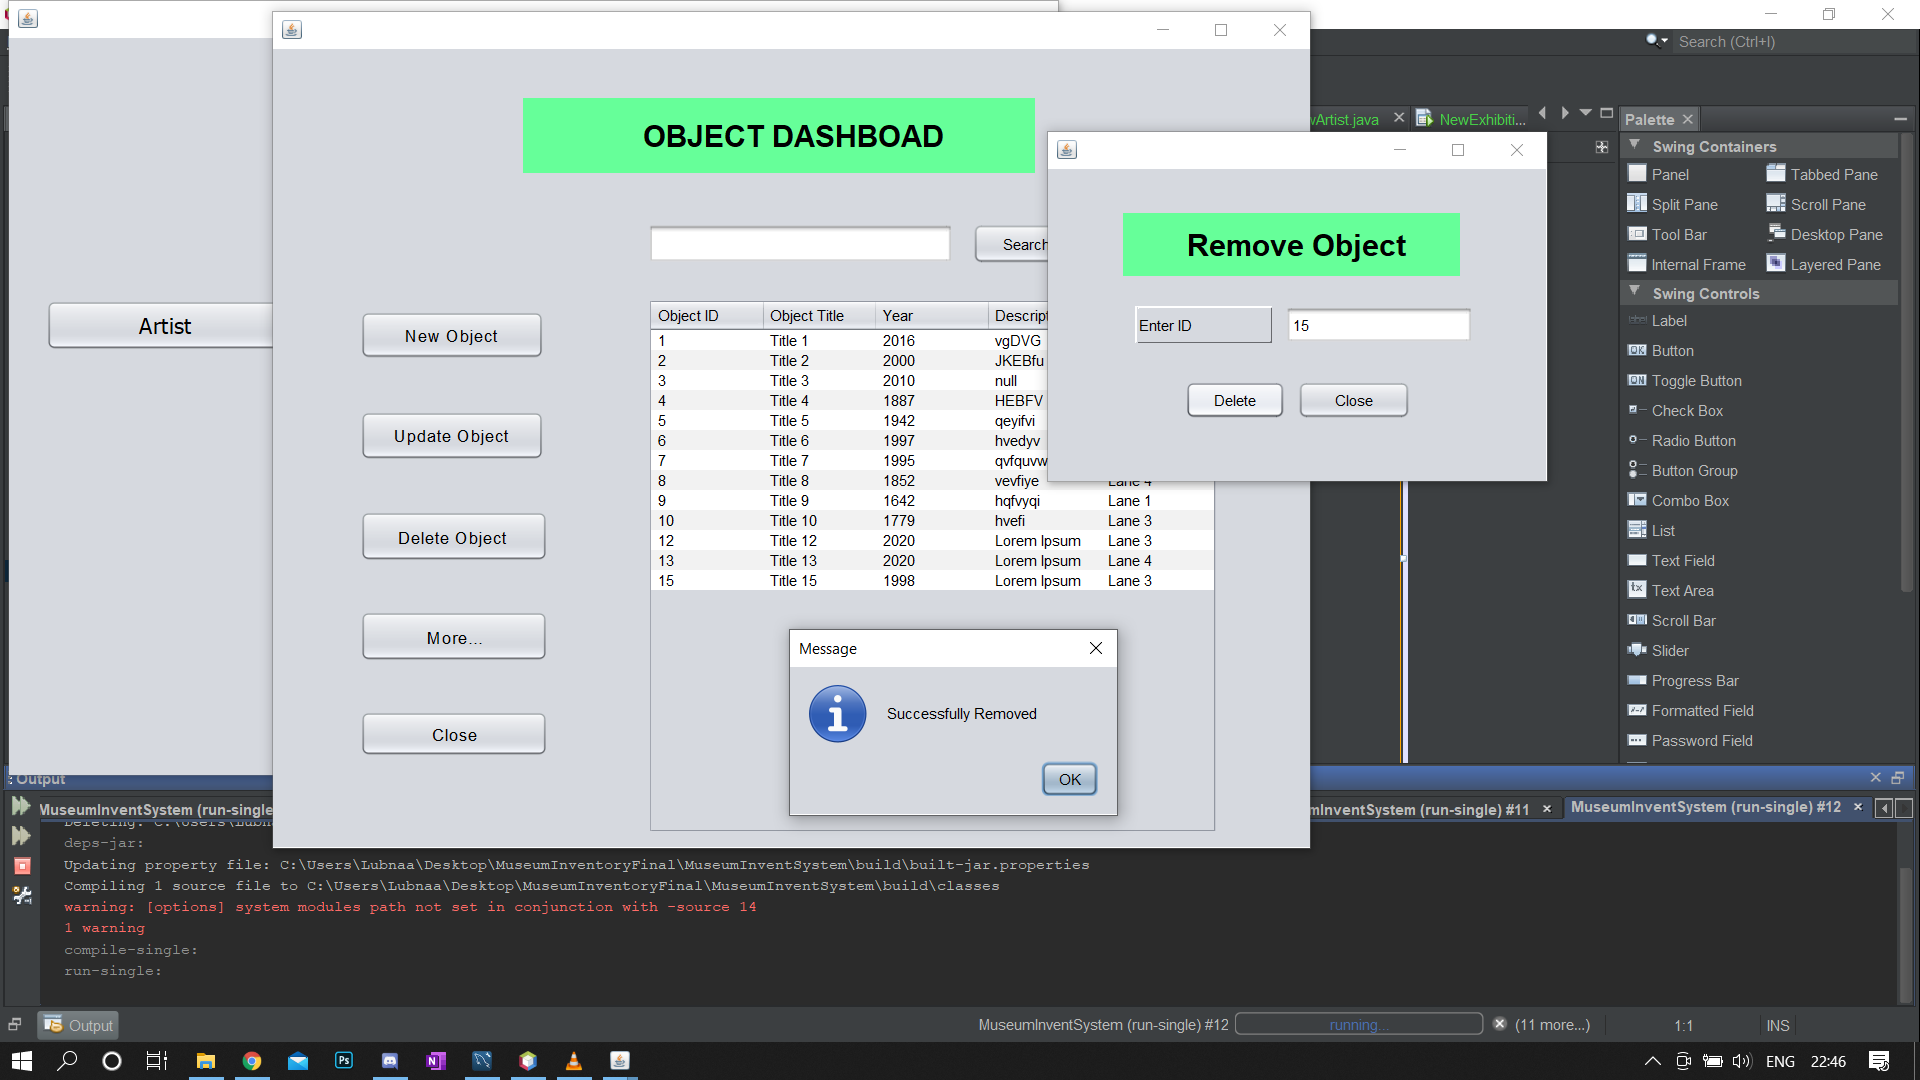 Search (Ctrl+I)
OBJECT DASHBOAD
wArtist.java
NewExhibiti...
Palette
Swing Containers
Panel
Tabbed Pane
Split Pane
Scroll Pane
Tool Bar
Desktop Pane
Internal Frame
Layered Pane
Swing Controls
Label
Button
Toggle Button
Check Box
Radio Button
Button Group
Combo Box
List
Text Field
Text Area
Scroll Bar
Slider
Progress Bar
Formatted Field
Password Field
Remove Object
Enter ID
15
Delete
Close
Search
Artist
New Object
Update Object
Delete Object
More...
Close
Object ID Object Title Year Descript
1 Title 1 2016 vgDVG
2 Title 2 2000 JKEBfu
3 Title 3 2010 null
4 Title 4 1887 HEBFV
5 Title 5 1942 qeyifvi
6 Title 6 1997 hvedyv
7 Title 7 1995 qvfquvw
8 Title 8 1852 vevfiye Lane 4
9 Title 9 1642 hqfvyqi Lane 1
10 Title 10 1779 hvefi Lane 3
12 Title 12 2020 Lorem Ipsum Lane 3
13 Title 13 2020 Lorem Ipsum Lane 4
15 Title 15 1998 Lorem Ipsum Lane 3
Message
Successfully Removed
OK
Output
MuseumInventSystem (run-single)
mInventSystem (run-single) #11
MuseumInventSystem (run-single) #12
Deleting: C:\Users\Lubna
deps-jar:
Updating property file: C:\Users\Lubnaa\Desktop\MuseumInventoryFinal\MuseumInventSystem\build\built-jar.properties
Compiling 1 source file to C:\Users\Lubnaa\Desktop\MuseumInventoryFinal\MuseumInventSystem\build\classes
warning: [options] system modules path not set in conjunction with -source 14
1 warning
compile-single:
run-single:
Output
MuseumInventSystem (run-single) #12
running...
(11 more...)
1:1
INS
ENG
22:46